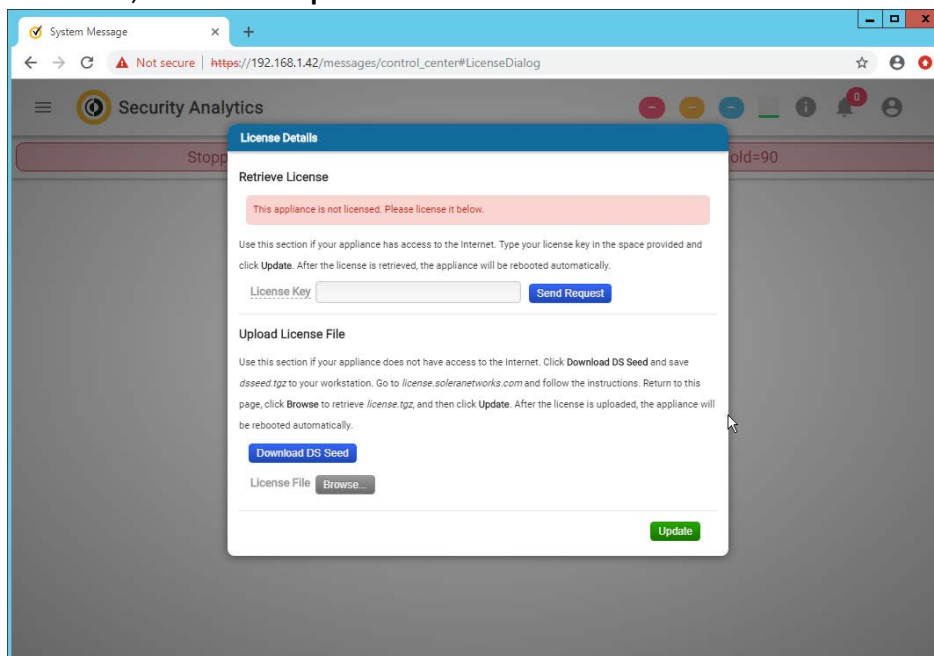 System Message
Not secure | https://192.168.1.42/messages/control_center#LicenseDialog
Security Analytics
0
Stopp
old=90
License Details
Retrieve License
This appliance is not licensed. Please license it below.
Use this section if your appliance has access to the Internet. Type your license key in the space provided and
click Update. After the license is retrieved, the appliance will be rebooted automatically.
License Key
Send Request
Upload License File
Use this section if your appliance does not have access to the Internet. Click Download DS Seed and save
dsseed.tgz to your workstation. Go to license.soleranetworks.com and follow the instructions. Return to this
page, click Browse to retrieve license.tgz, and then click Update. After the license is uploaded, the appliance will
be rebooted automatically.
Download DS Seed
License File Browse...
Update